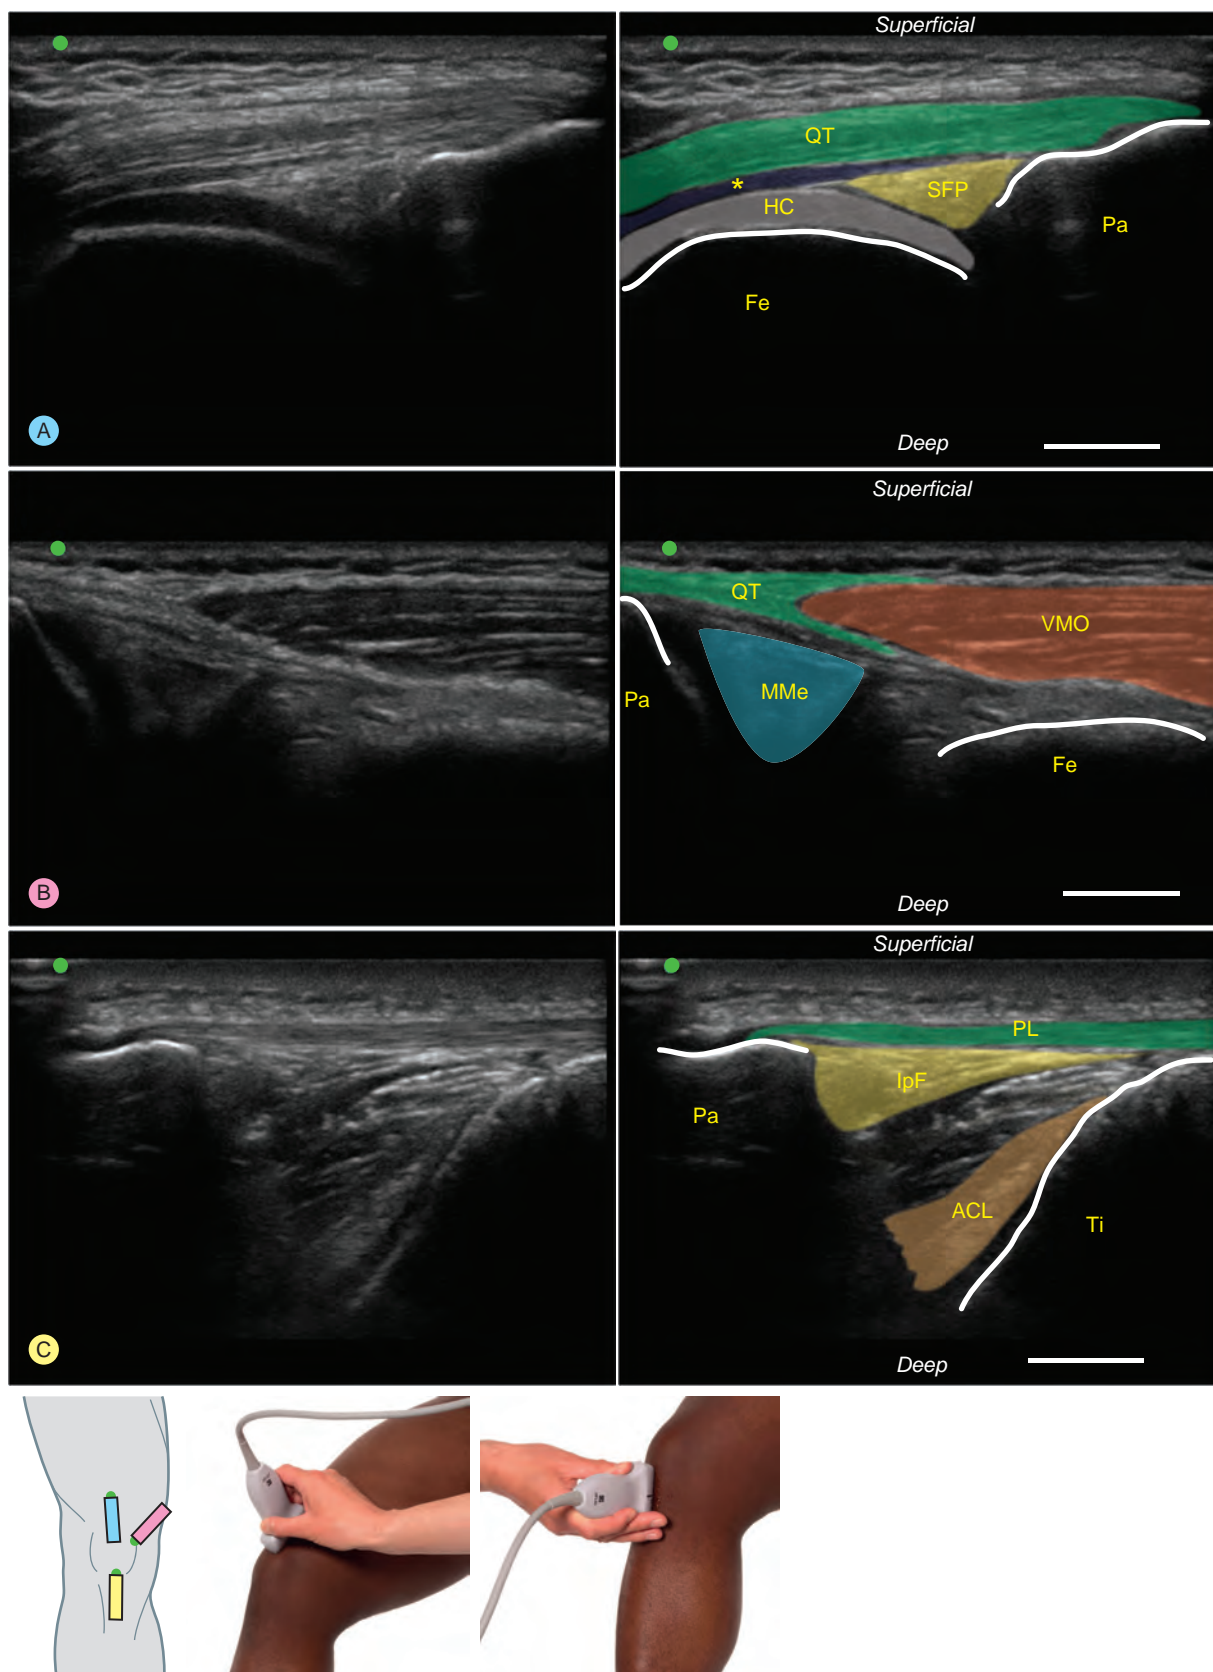 Superficial
QT
*
SFP
HC
Pa
Fe
A
Deep
Superficial
QT
VMO
MMe
Pa
Fe
B
Deep
Superficial
PL
IpF
Pa
ACL
Ti
C
Deep